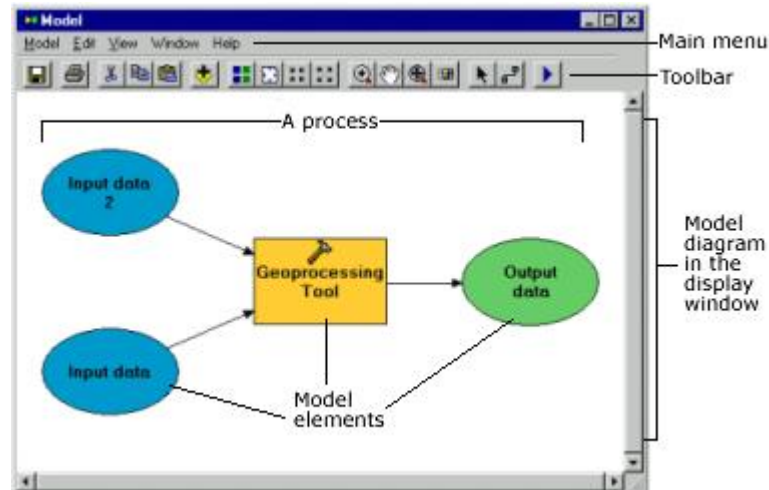 Model
Model Edit View Window Help
Main menu
Toolbar
A process
Input data
2
Geoprocessing
Tool
Output
data
Input data
Model
elements
Model
diagram
in the
display
window